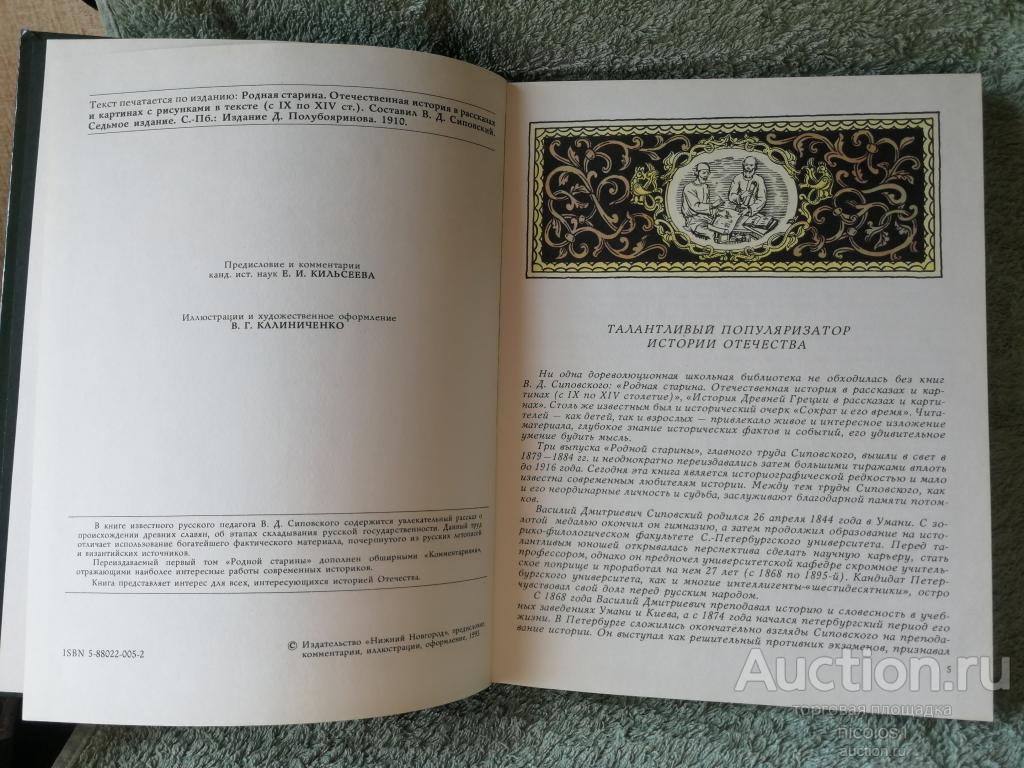 Текст печатается по изданию: Родная старина. Отечественная история в рассказах
и картинах с рисунками в тексте (с IX по XIV ст.). Составил В. Д. Сиповский.
Седьмое издание. С.-Пб.: Издание Д. Полубояринова. 1910.
Предисловие и комментарии
канд. ист. наук Е. И. КИЛЬСЕЕВА
Иллюстрации и художественное оформление
В. Г. КАЛИНИЧЕНКО
В книге известного русского педагога В. Д. Сиповского содержится увлекательный рассказ о
происхождении древних славян, об этапах складывания русской государственности. Данный труд
отличает использование богатейшего фактического материала, почерпнутого из русских летописей
и византийских источников.
Переиздаваемый первый том «Родной старины» дополнен обширными «Комментариями»,
отражающими наиболее интересные работы современных историков.
Книга представляет интерес для всех, интересующихся историей Отечества.
ISBN 5-88022-005-2
© Издательство «Нижний Новгород», предисловие,
комментарии, иллюстрации, оформление, 1993
ТАЛАНТЛИВЫЙ ПОПУЛЯРИЗАТОР
ИСТОРИИ ОТЕЧЕСТВА
Ни одна дореволюционная школьная библиотека не обходилась без книг
В. Д. Сиповского: «Родная старина. Отечественная история в рассказах и кар-
тинах (с IX по XIV столетие)», «История Древней Греции в рассказах и карти-
нах». Столь же известным был и исторический очерк «Сократ и его время». Чита-
телей — как детей, так и взрослых — привлекало живое и интересное изложение
материала, глубокое знание исторических фактов и событий, его удивительное
умение будить мысль.
Три выпуска «Родной старины», главного труда Сиповского, вышли в свет в
1879—1884 гг. и неоднократно переиздавались затем большими тиражами вплоть
до 1916 года. Сегодня эта книга является историографической редкостью и мало
известна современным любителям истории. Между тем труды Сиповского, как
и его неординарные личность и судьба, заслуживают благодарной памяти потом-
ков.
Василий Дмитриевич Сиповский родился 26 апреля 1844 года в Умани. С зо-
лотой медалью окончил он гимназию, а затем продолжил образование на исто-
рико-филологическом факультете С.-Петербургского университета. Перед та-
лантливым юношей открывалась перспектива сделать научную карьеру, стать
профессором, однако он предпочел университетской кафедре скромное учитель-
ское поприще и проработал на нем 27 лет (с 1868 по 1895-й). Кандидат Петер-
бургского университета, как и многие интеллигенты-«шестидесятники», остро
чувствовал свой долг перед русским народом.
С 1868 года Василий Дмитриевич преподавал историю и словесность в учеб-
ных заведениях Умани и Киева, а с 1874 года начался петербургский период его
жизни. В Петербурге сложились окончательно взгляды Сиповского на препода-
вание истории. Он выступал как решительный противник экзаменов, признавал
5
Auction.ru
торговая площадка
nicolos1
auction.ru